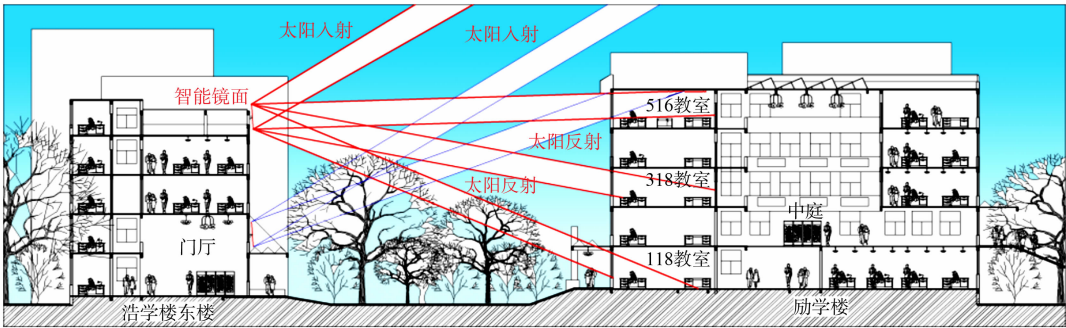 太阳入射
太阳入射
智能镜面
516教室
太阳反射
318教室
太阳反射
中庭
门厅
118教室
浩学楼东楼
励学楼